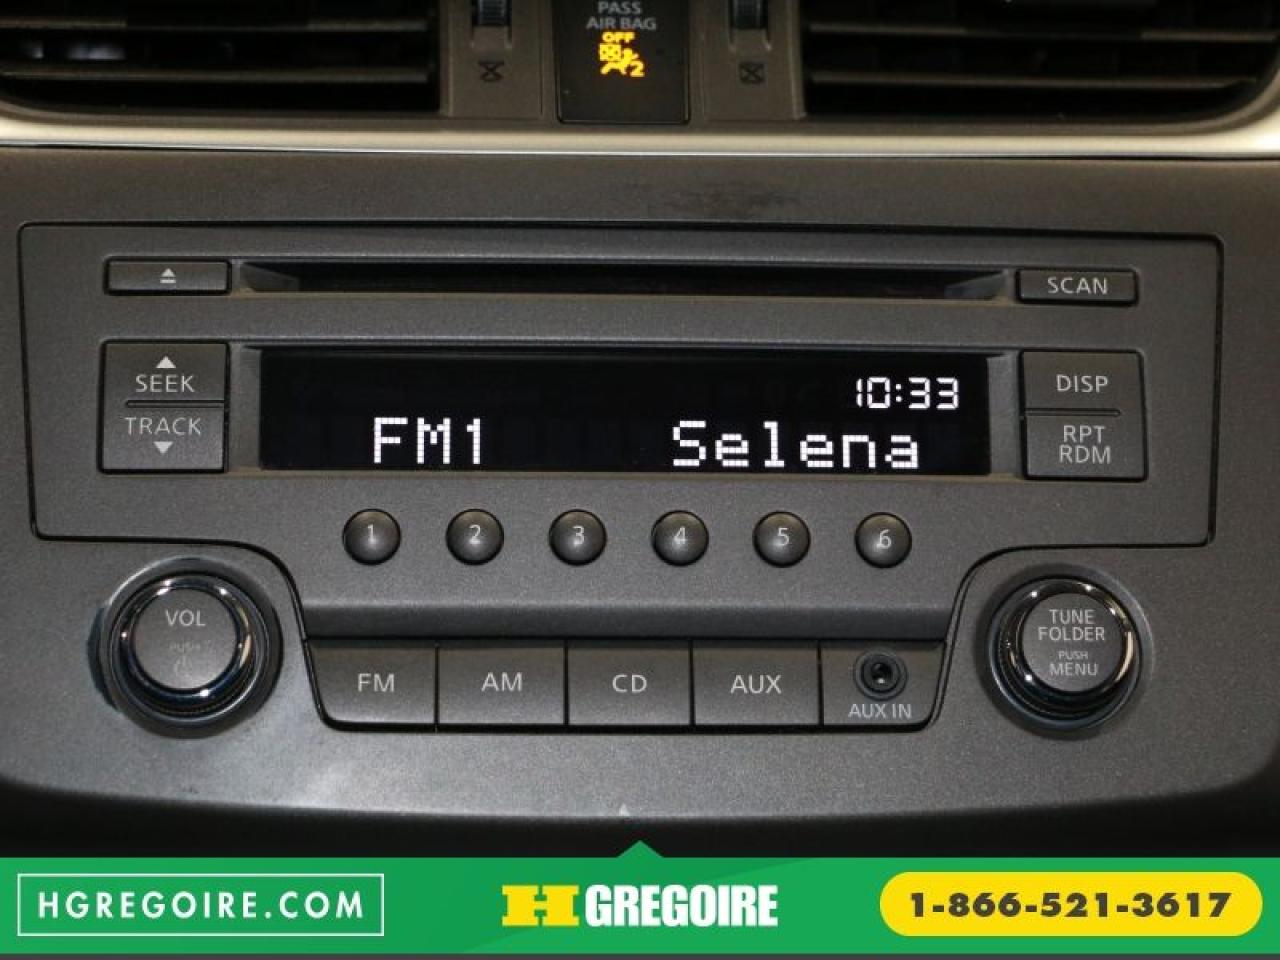 PASS
AIR BAG
OFF
2
SCAN
SEEK
TRACK
DISP
RPT
RDM
10:33
FM1 Selena
1 2 3 4 5 6
VOL
PUSH
TUNE
FOLDER
PUSH
MENU
FM AM CD AUX
AUX IN
HGREGOIRE.COM
H GREGOIRE
1-866-521-3617